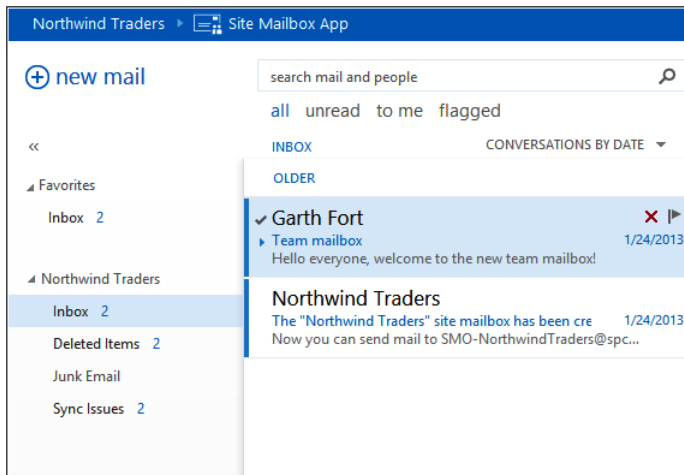 Northwind Traders Site Mailbox App
new mail
search mail and people
all unread to me flagged
INBOX CONVERSATIONS BY DATE
OLDER
Favorites
Inbox 2
Northwind Traders
Inbox 2
Deleted Items 2
Junk Email
Sync Issues 2
Garth Fort
Team mailbox 1/24/2013
Hello everyone, welcome to the new team mailbox!
Northwind Traders
The "Northwind Traders" site mailbox has been cre 1/24/2013
Now you can send mail to SMO-NorthwindTraders@spc...